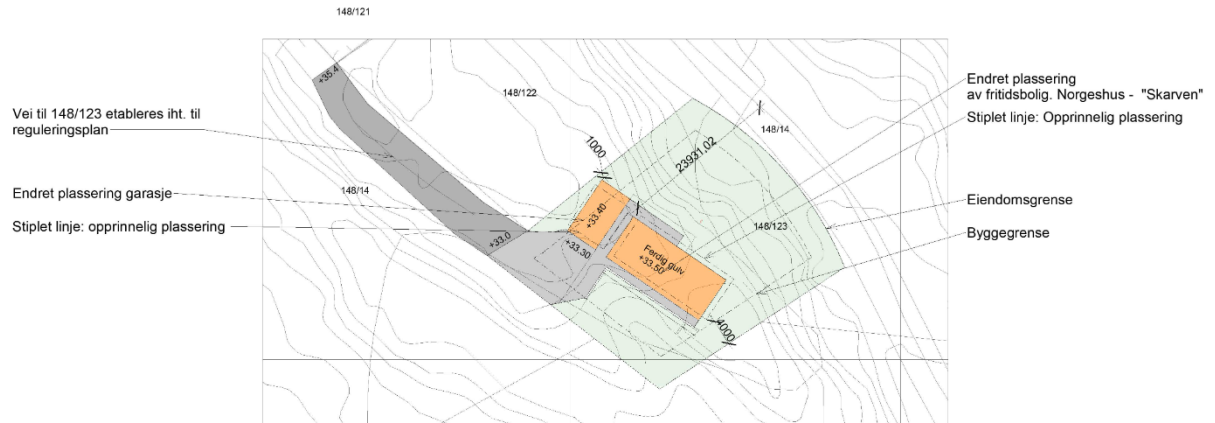 148/121
Vei til 148/123 etableres iht. til
reguleringsplan
Endret plassering garasje
Stiplet linje: opprinnelig plassering
+35.4
148/122
148/14
1000
23931,02
148/14
148/123
+33.40
+33.0
+33.30
Ferdig gulv
+33.50
4000
Endret plassering
av fritidsbolig. Norgeshus - "Skarven"
Stiplet linje: Opprinnelig plassering
Eiendomsgrense
Byggegrense